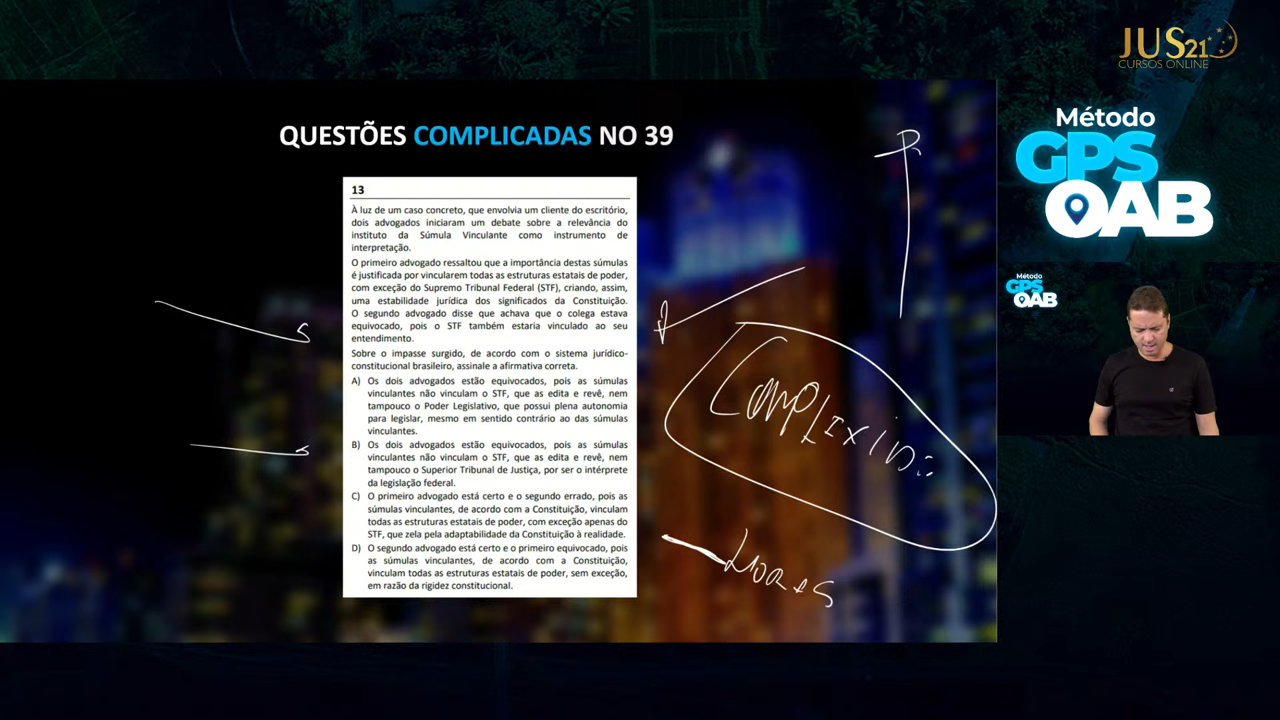 JUS21
CURSOS ONLINE
QUESTÕES COMPLICADAS NO 39
Método
GPS
OAB
13
À luz de um caso concreto, que envolvia um cliente do escritório,
dois advogados iniciaram um debate sobre a relevância do
instituto da Súmula Vinculante como instrumento de
interpretação.
O primeiro advogado ressaltou que a importância destas súmulas
é justificada por vincularem todas as estruturas estatais de poder,
com exceção do Supremo Tribunal Federal (STF), criando, assim,
uma estabilidade jurídica dos significados da Constituição.
O segundo advogado disse que achava que o colega estava
equivocado, pois o STF também estaria vinculado ao seu
entendimento.
Sobre o impasse surgido, de acordo com o sistema jurídico-
constitucional brasileiro, assinale a afirmativa correta.
A) Os dois advogados estão equivocados, pois as súmulas
vinculantes não vinculam o STF, que as edita e revê, nem
tampouco o Poder Legislativo, que possui plena autonomia
para legislar, mesmo em sentido contrário ao das súmulas
vinculantes.
B) Os dois advogados estão equivocados, pois as súmulas
vinculantes não vinculam o STF, que as edita e revê, nem
tampouco o Superior Tribunal de Justiça, por ser o intérprete
da legislação federal.
C) O primeiro advogado está certo e o segundo errado, pois as
súmulas vinculantes, de acordo com a Constituição, vinculam
todas as estruturas estatais de poder, com exceção apenas do
STF, que zela pela adaptabilidade da Constituição à realidade.
D) O segundo advogado está certo e o primeiro equivocado, pois
as súmulas vinculantes, de acordo com a Constituição,
vinculam todas as estruturas estatais de poder, sem exceção,
em razão da rigidez constitucional.
Método
GPS
OAB